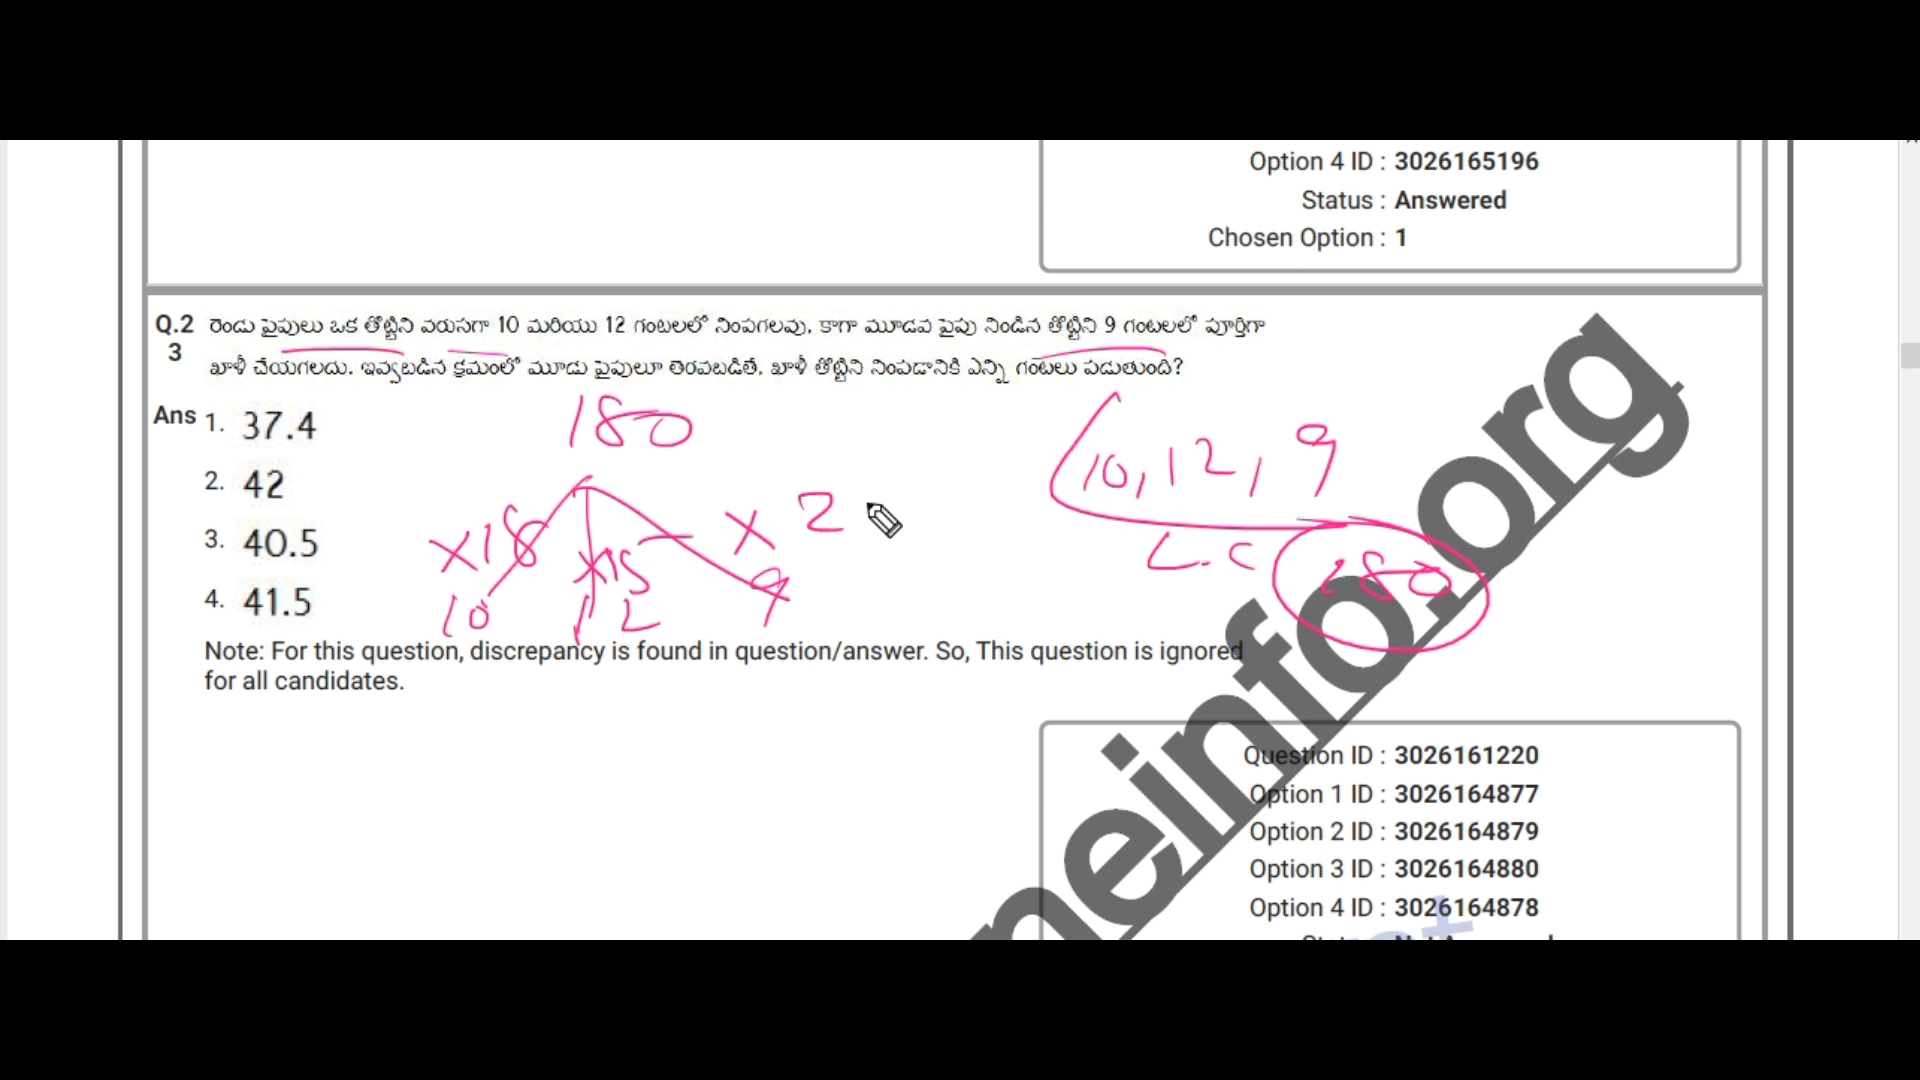 Option 4 ID : 3026165196
Status : Answered
Chosen Option : 1
Q.2 రెండు పైపులు ఒక తొట్టిని వరుసగా 10 మరియు 12 గంటలలో నింపగలవు, కాగా మూడవ పైపు నిండిన తొట్టిని 9 గంటలలో పూర్తిగా
3 ఖాళీ చేయగలదు. ఇవ్వబడిన క్రమంలో మూడు పైపులూ తెరవబడితే, ఖాళీ తొట్టిని నింపడానికి ఎన్ని గంటలు పడుతుంది?
Ans 1. 37.4
180
10, 12, 9
2. 42
x 2
3. 40.5
x18 x15
L.C 180
4. 41.5
10 12 9
Note: For this question, discrepancy is found in question/answer. So, This question is ignored
for all candidates.
Question ID : 3026161220
Option 1 ID : 3026164877
Option 2 ID : 3026164879
Option 3 ID : 3026164880
Option 4 ID : 3026164878
neinfo.org